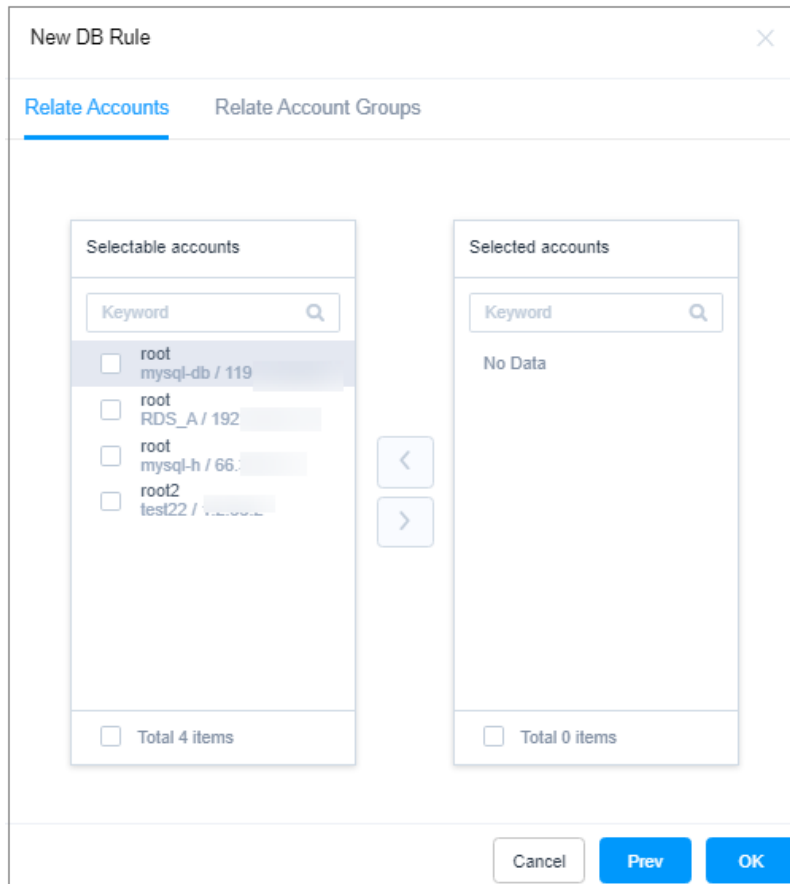 New DB Rule
Relate Accounts Relate Account Groups
Selectable accounts
Keyword
root
mysql-db / 119
root
RDS_A / 192
root
mysql-h / 66.
root2
test22 /
Total 4 items
Selected accounts
Keyword
No Data
Total 0 items
Cancel Prev OK